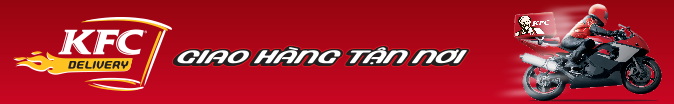 KFC
DELIVERY
GIAO HÀNG TẬN NƠI
KFC